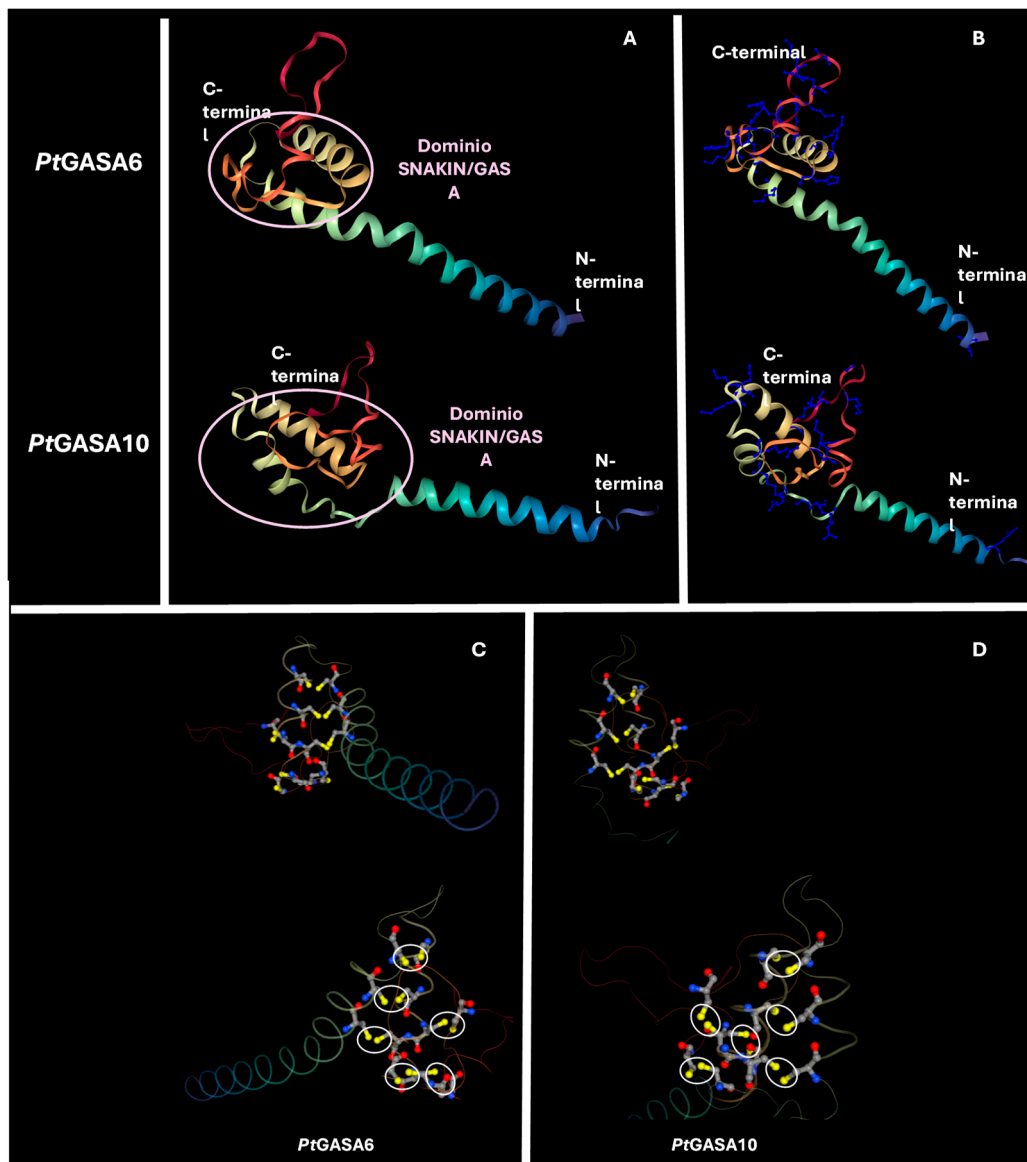 A
B
C-
termina
l
C-terminal
PtGASA6
Dominio
SNAKIN/GAS
A
N-
termina
l
N-
termina
l
C-
termina
l
C-
termina
PtGASA10
Dominio
SNAKIN/GAS
A
N-
termina
l
N-
termina
l
C
D
PtGASA6
PtGASA10